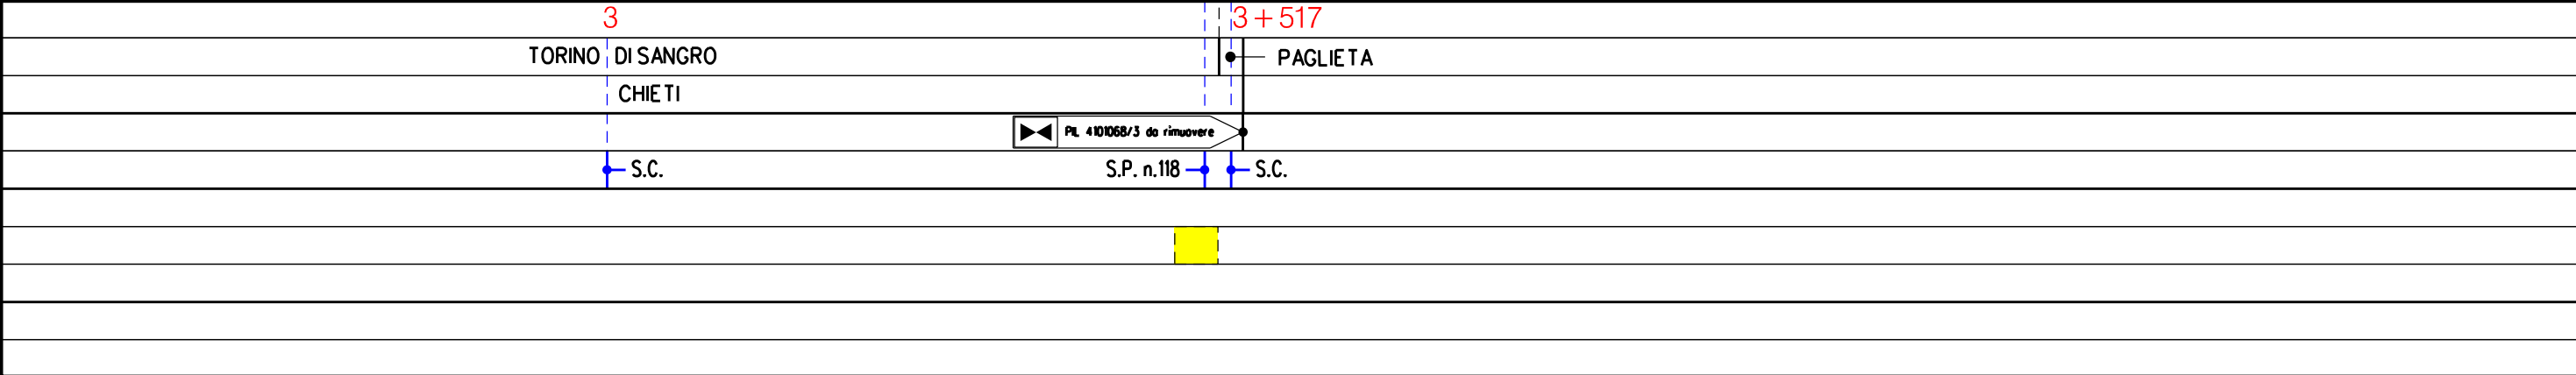 3 3+517
TORINO DI SANGRO PAGLIETA
CHIETI
PIL 4101068/3 da rimuovere
S.C. S.P. n.118 S.C.